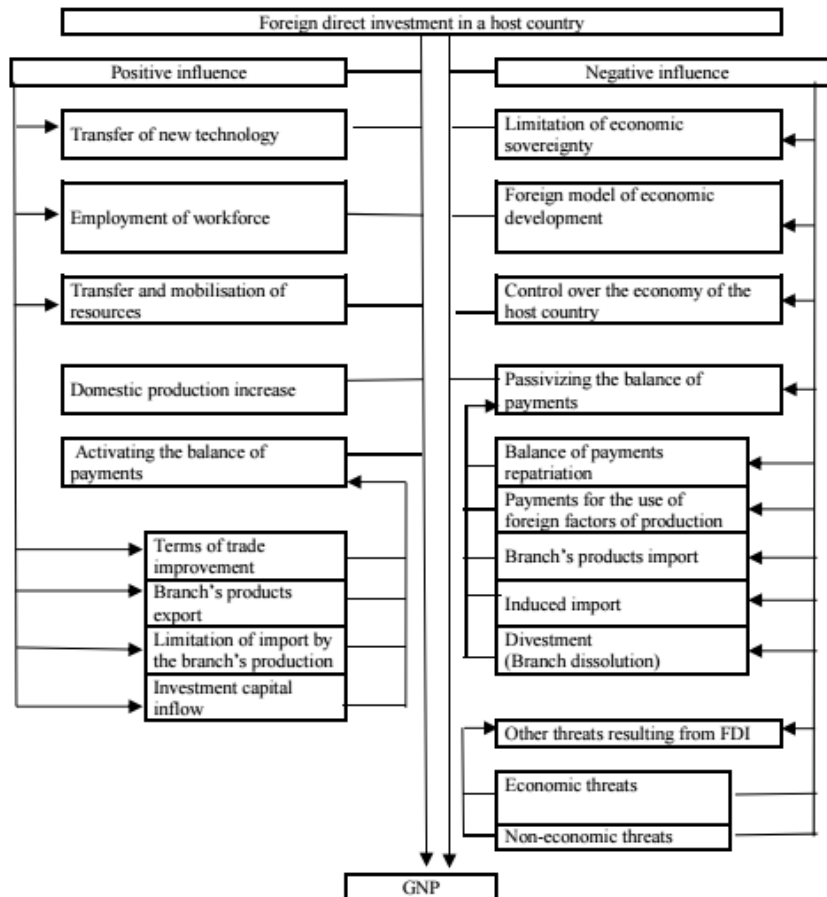 Foreign direct investment in a host country
Positive influence
Negative influence
Transfer of new technology
Limitation of economic
sovereignty
Employment of workforce
Foreign model of economic
development
Transfer and mobilisation of
resources
Control over the economy of the
host country
Domestic production increase
Passivizing the balance of
payments
Activating the balance of
payments
Balance of payments
repatriation
Payments for the use of
foreign factors of production
Terms of trade
improvement
Branch's products import
Branch's products
export
Induced import
Limitation of import by
the branch's production
Divestment
(Branch dissolution)
Investment capital
inflow
Other threats resulting from FDI
Economic threats
Non-economic threats
GNP